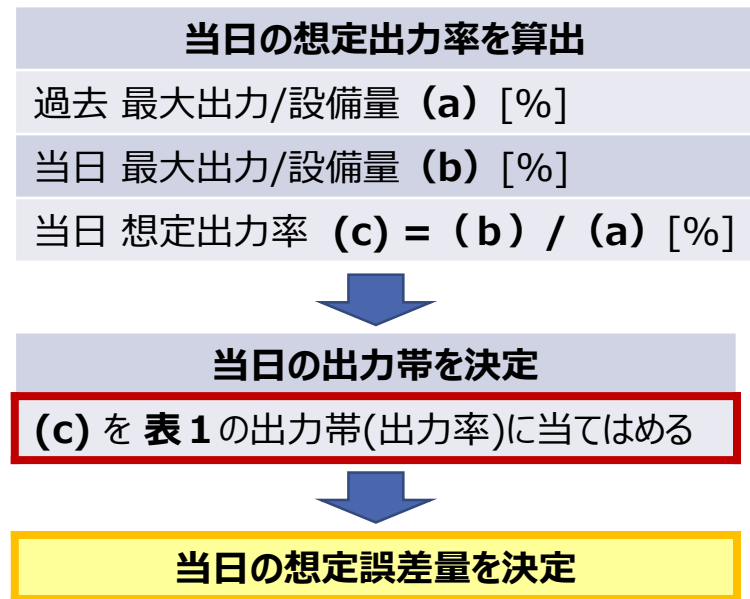 当日の想定出力率を算出
過去 最大出力/設備量（a）[%]
当日 最大出力/設備量（b）[%]
当日 想定出力率 (c) =（b）/（a）[%]
当日の出力帯を決定
(c) を 表１の出力帯(出力率)に当てはめる
当日の想定誤差量を決定